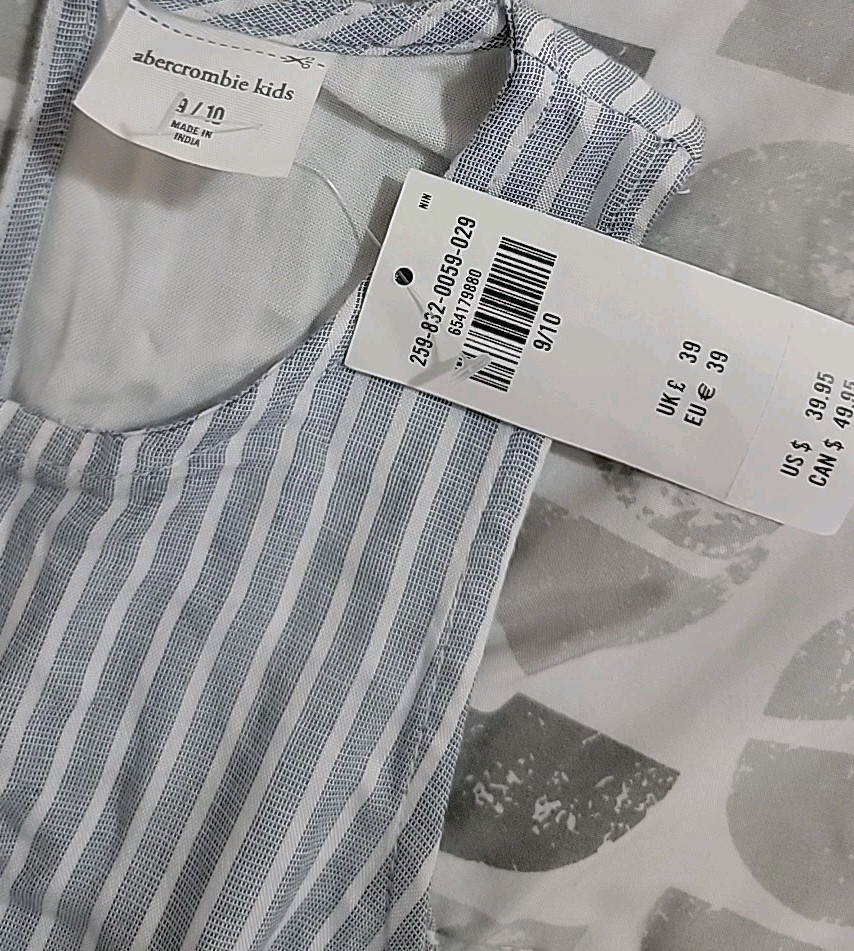 abercrombie kids
9 / 10
MADE IN
INDIA
NIN
259-832-0059-029
654179880
9/10
UK £ 39
EU € 39
US $ 39.95
CAN $ 49.95